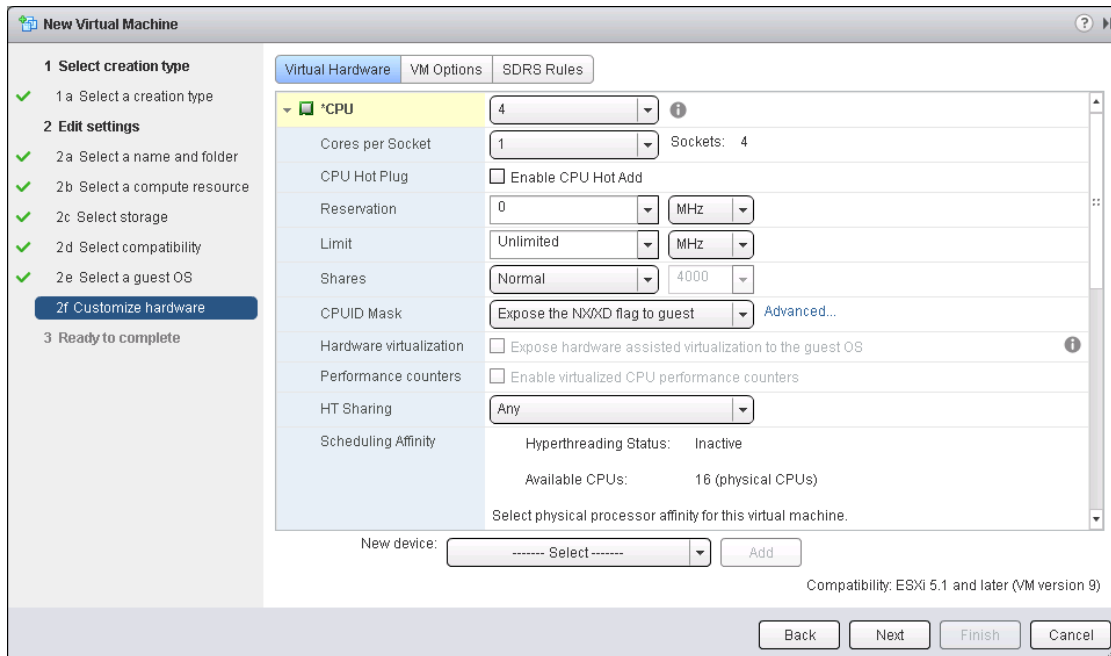 New Virtual Machine
?
1 Select creation type
1a Select a creation type
2 Edit settings
2a Select a name and folder
2b Select a compute resource
2c Select storage
2d Select compatibility
2e Select a guest OS
2f Customize hardware
3 Ready to complete
Virtual Hardware VM Options SDRS Rules
*CPU 4
Cores per Socket 1 Sockets: 4
CPU Hot Plug Enable CPU Hot Add
Reservation 0 MHz
Limit Unlimited MHz
Shares Normal 4000
CPUID Mask Expose the NX/XD flag to guest Advanced...
Hardware virtualization Expose hardware assisted virtualization to the guest OS
Performance counters Enable virtualized CPU performance counters
HT Sharing Any
Scheduling Affinity Hyperthreading Status: Inactive
Available CPUs: 16 (physical CPUs)
Select physical processor affinity for this virtual machine.
New device: ------- Select ------- Add
Compatibility: ESXi 5.1 and later (VM version 9)
Back Next Finish Cancel